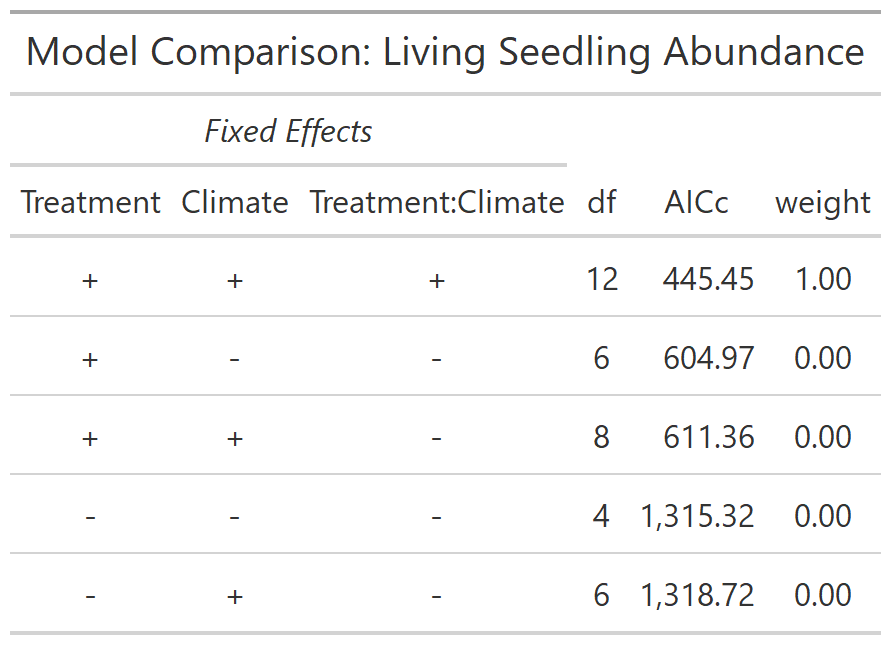 Model Comparison: Living Seedling Abundance
Fixed Effects
Treatment Climate Treatment:Climate df AICc weight
+ + + 12 445.45 1.00
+ - - 6 604.97 0.00
+ + - 8 611.36 0.00
- - - 4 1,315.32 0.00
- + - 6 1,318.72 0.00